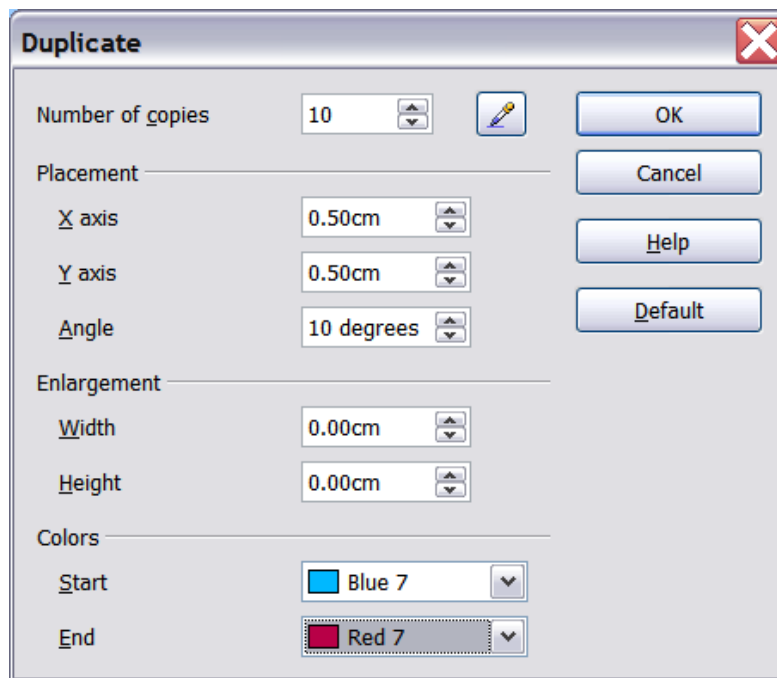 Duplicate
Number of copies 10
OK
Placement
Cancel
X axis 0.50cm
Help
Y axis 0.50cm
Default
Angle 10 degrees
Enlargement
Width 0.00cm
Height 0.00cm
Colors
Start Blue 7
End Red 7